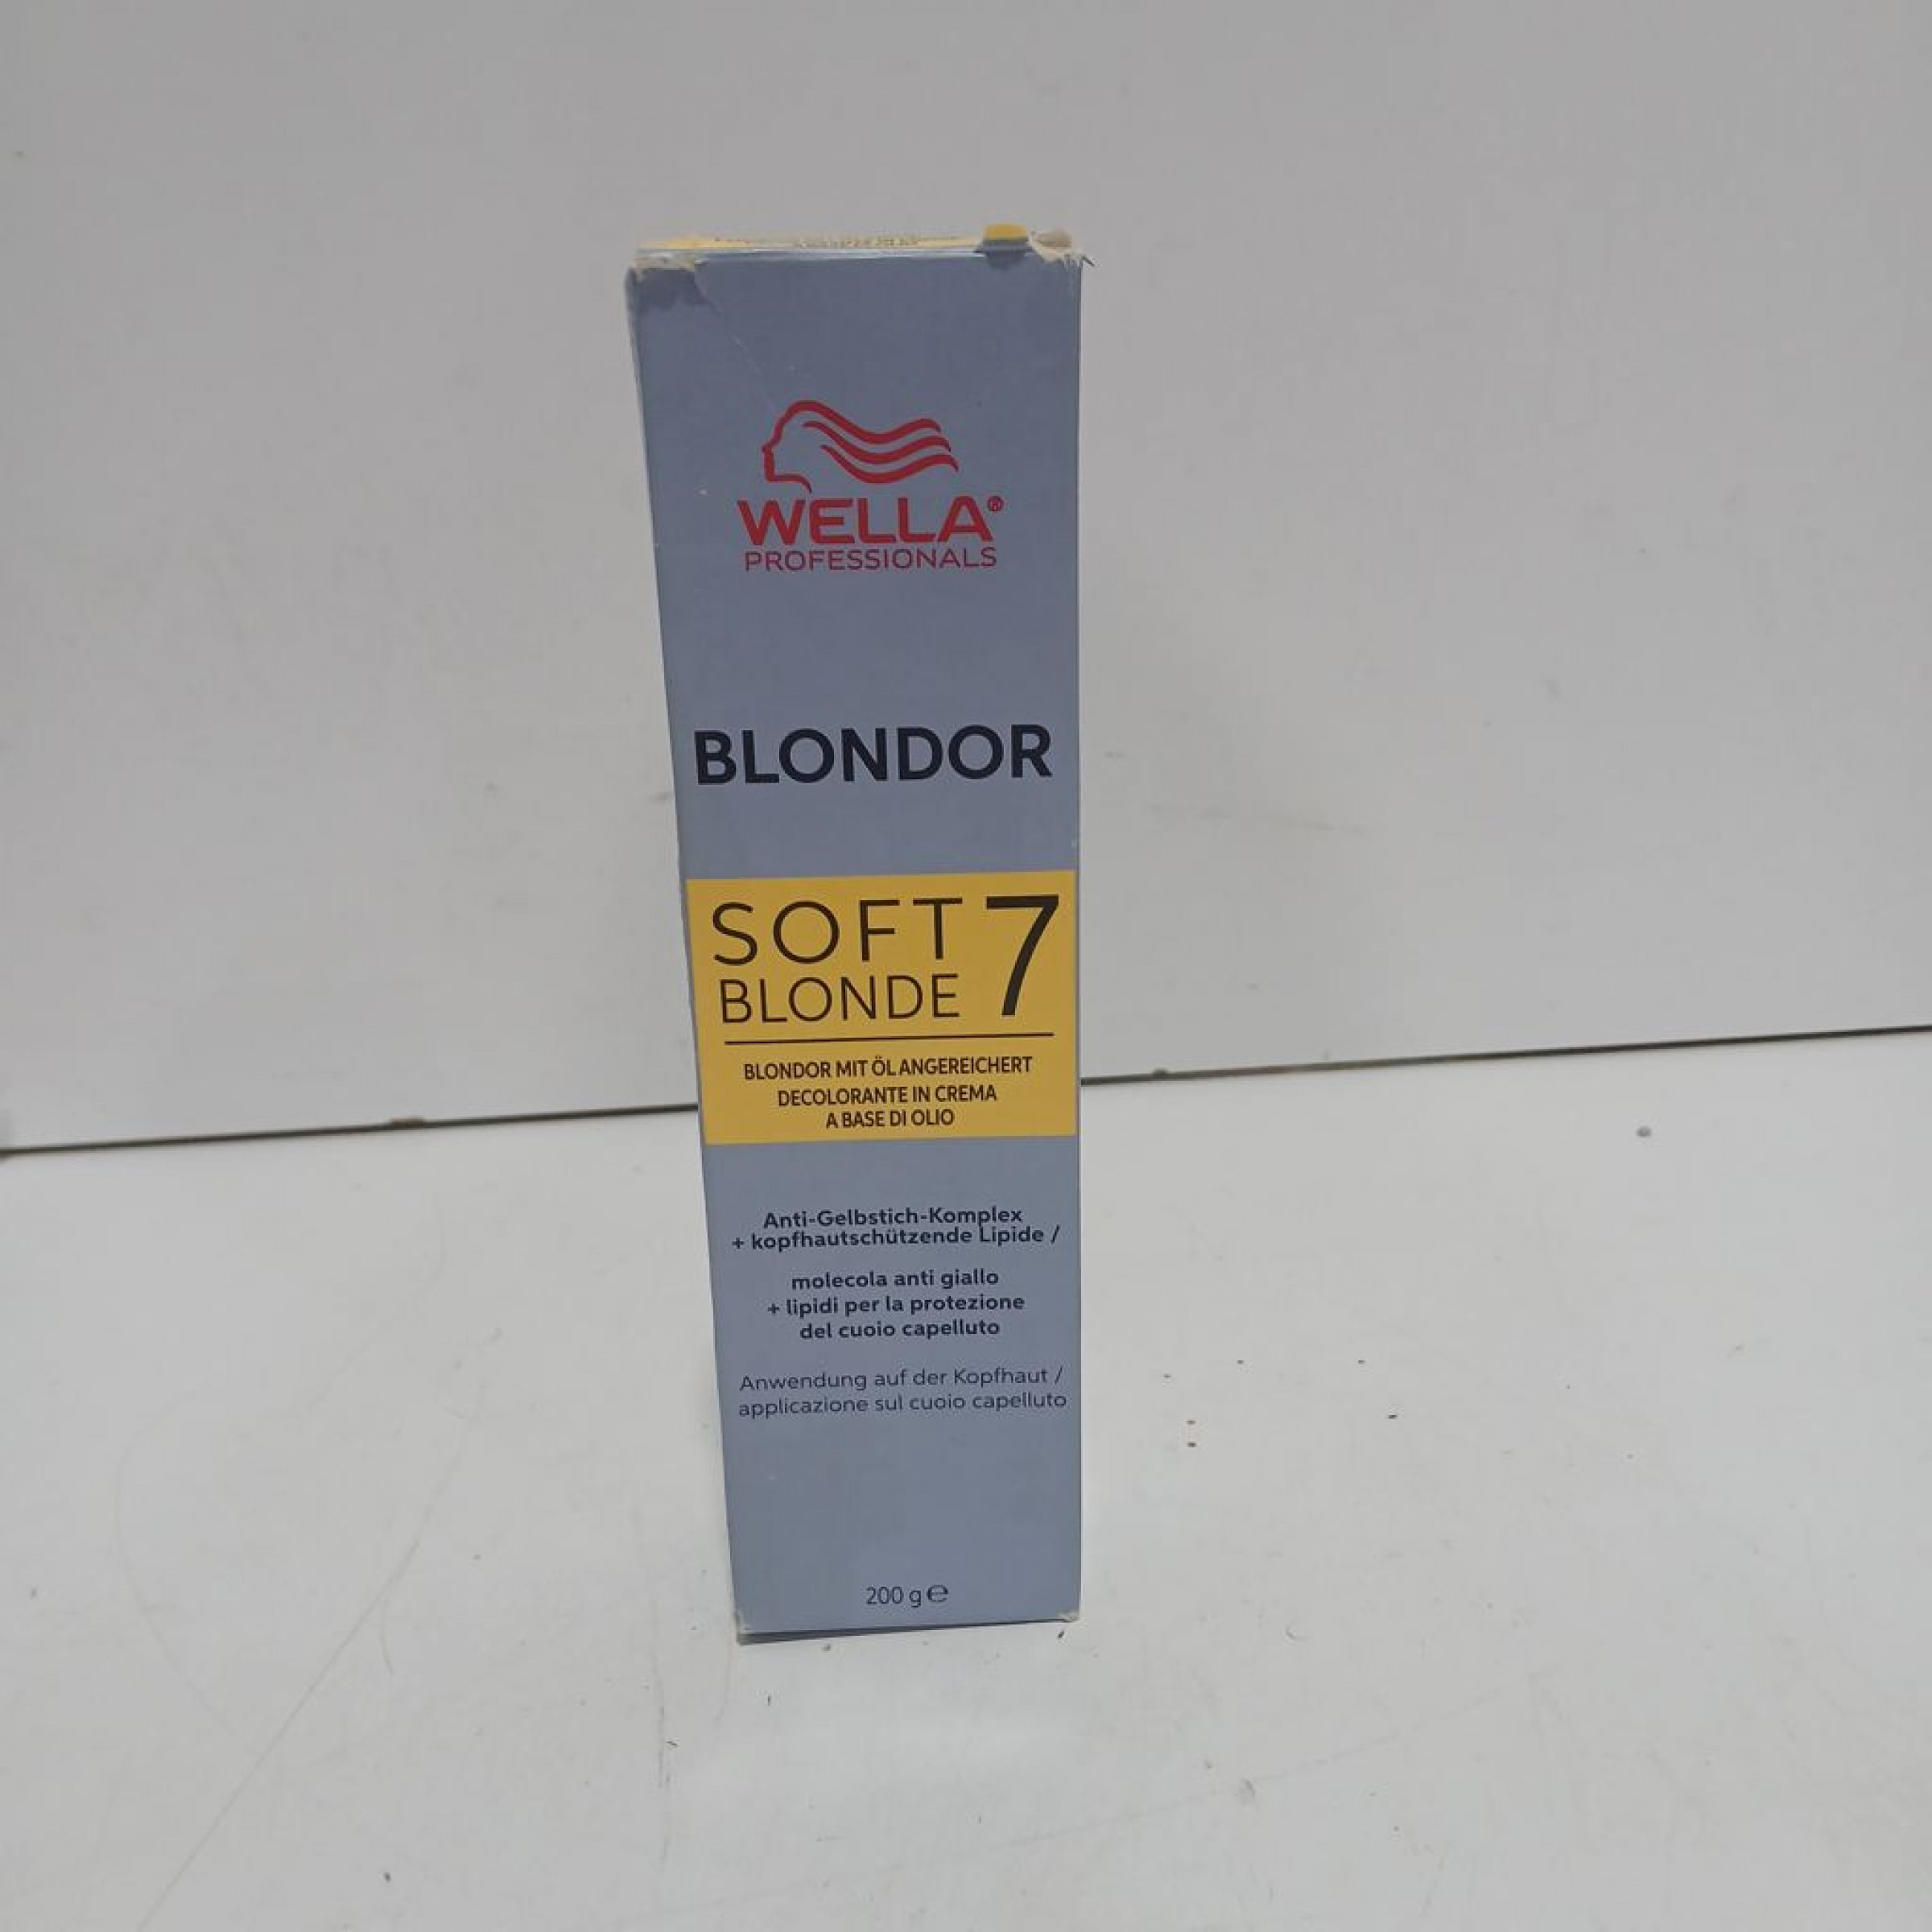 WELLA®
PROFESSIONALS
BLONDOR
SOFT 7
BLONDE
BLONDOR MIT ÖL ANGEREICHERT
DECOLORANTE IN CREMA
A BASE DI OLIO
Anti-Gelbstich-Komplex
+ kopfhautschützende Lipide /
molecola anti giallo
+ lipidi per la protezione
del cuoio capelluto
Anwendung auf der Kopfhaut /
applicazione sul cuoio capelluto
200 g ℮